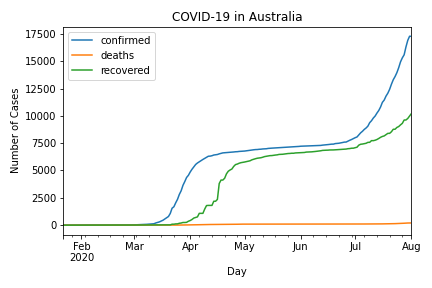 COVID-19 in Australia
confirmed
deaths
recovered
Number of Cases
17500
15000
12500
10000
7500
5000
2500
0
Feb Mar Apr May Jun Jul Aug
2020
Day